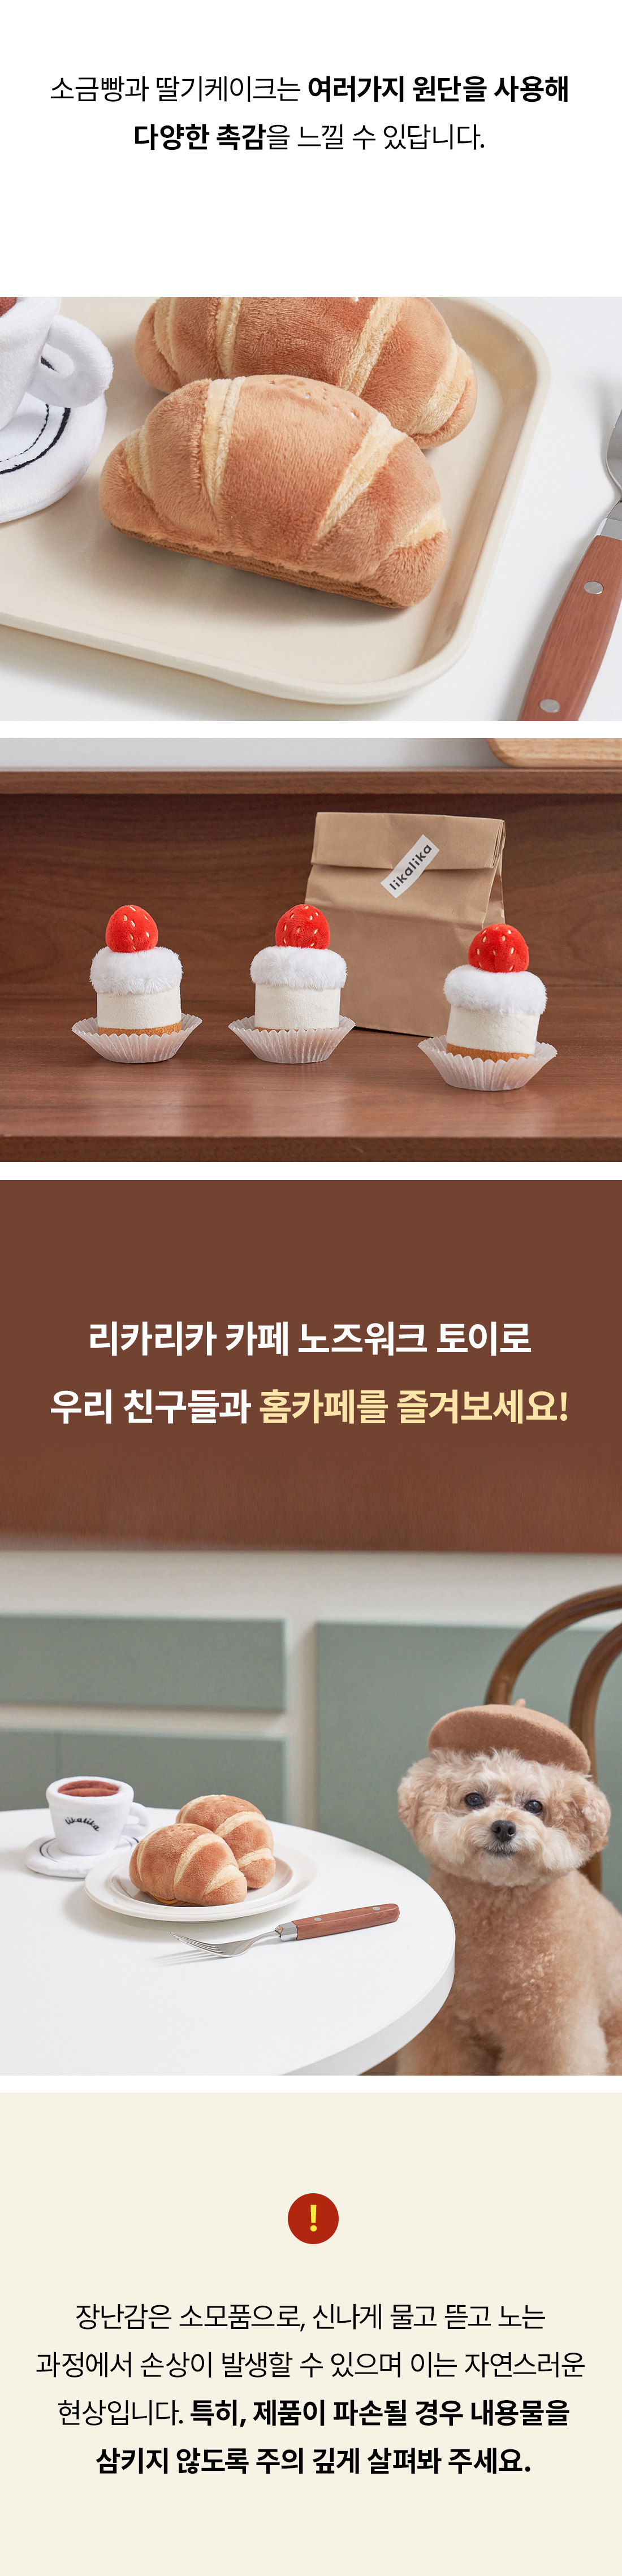 소금빵과 딸기케이크는 여러가지 원단을 사용해
다양한 촉감을 느낄 수 있답니다.
likalika
리카리카 카페 노즈워크 토이로
우리 친구들과 홈카페를 즐겨보세요!
likalika
!
장난감은 소모품으로, 신나게 물고 뜯고 노는
과정에서 손상이 발생할 수 있으며 이는 자연스러운
현상입니다. 특히, 제품이 파손될 경우 내용물을
삼키지 않도록 주의 깊게 살펴봐 주세요.